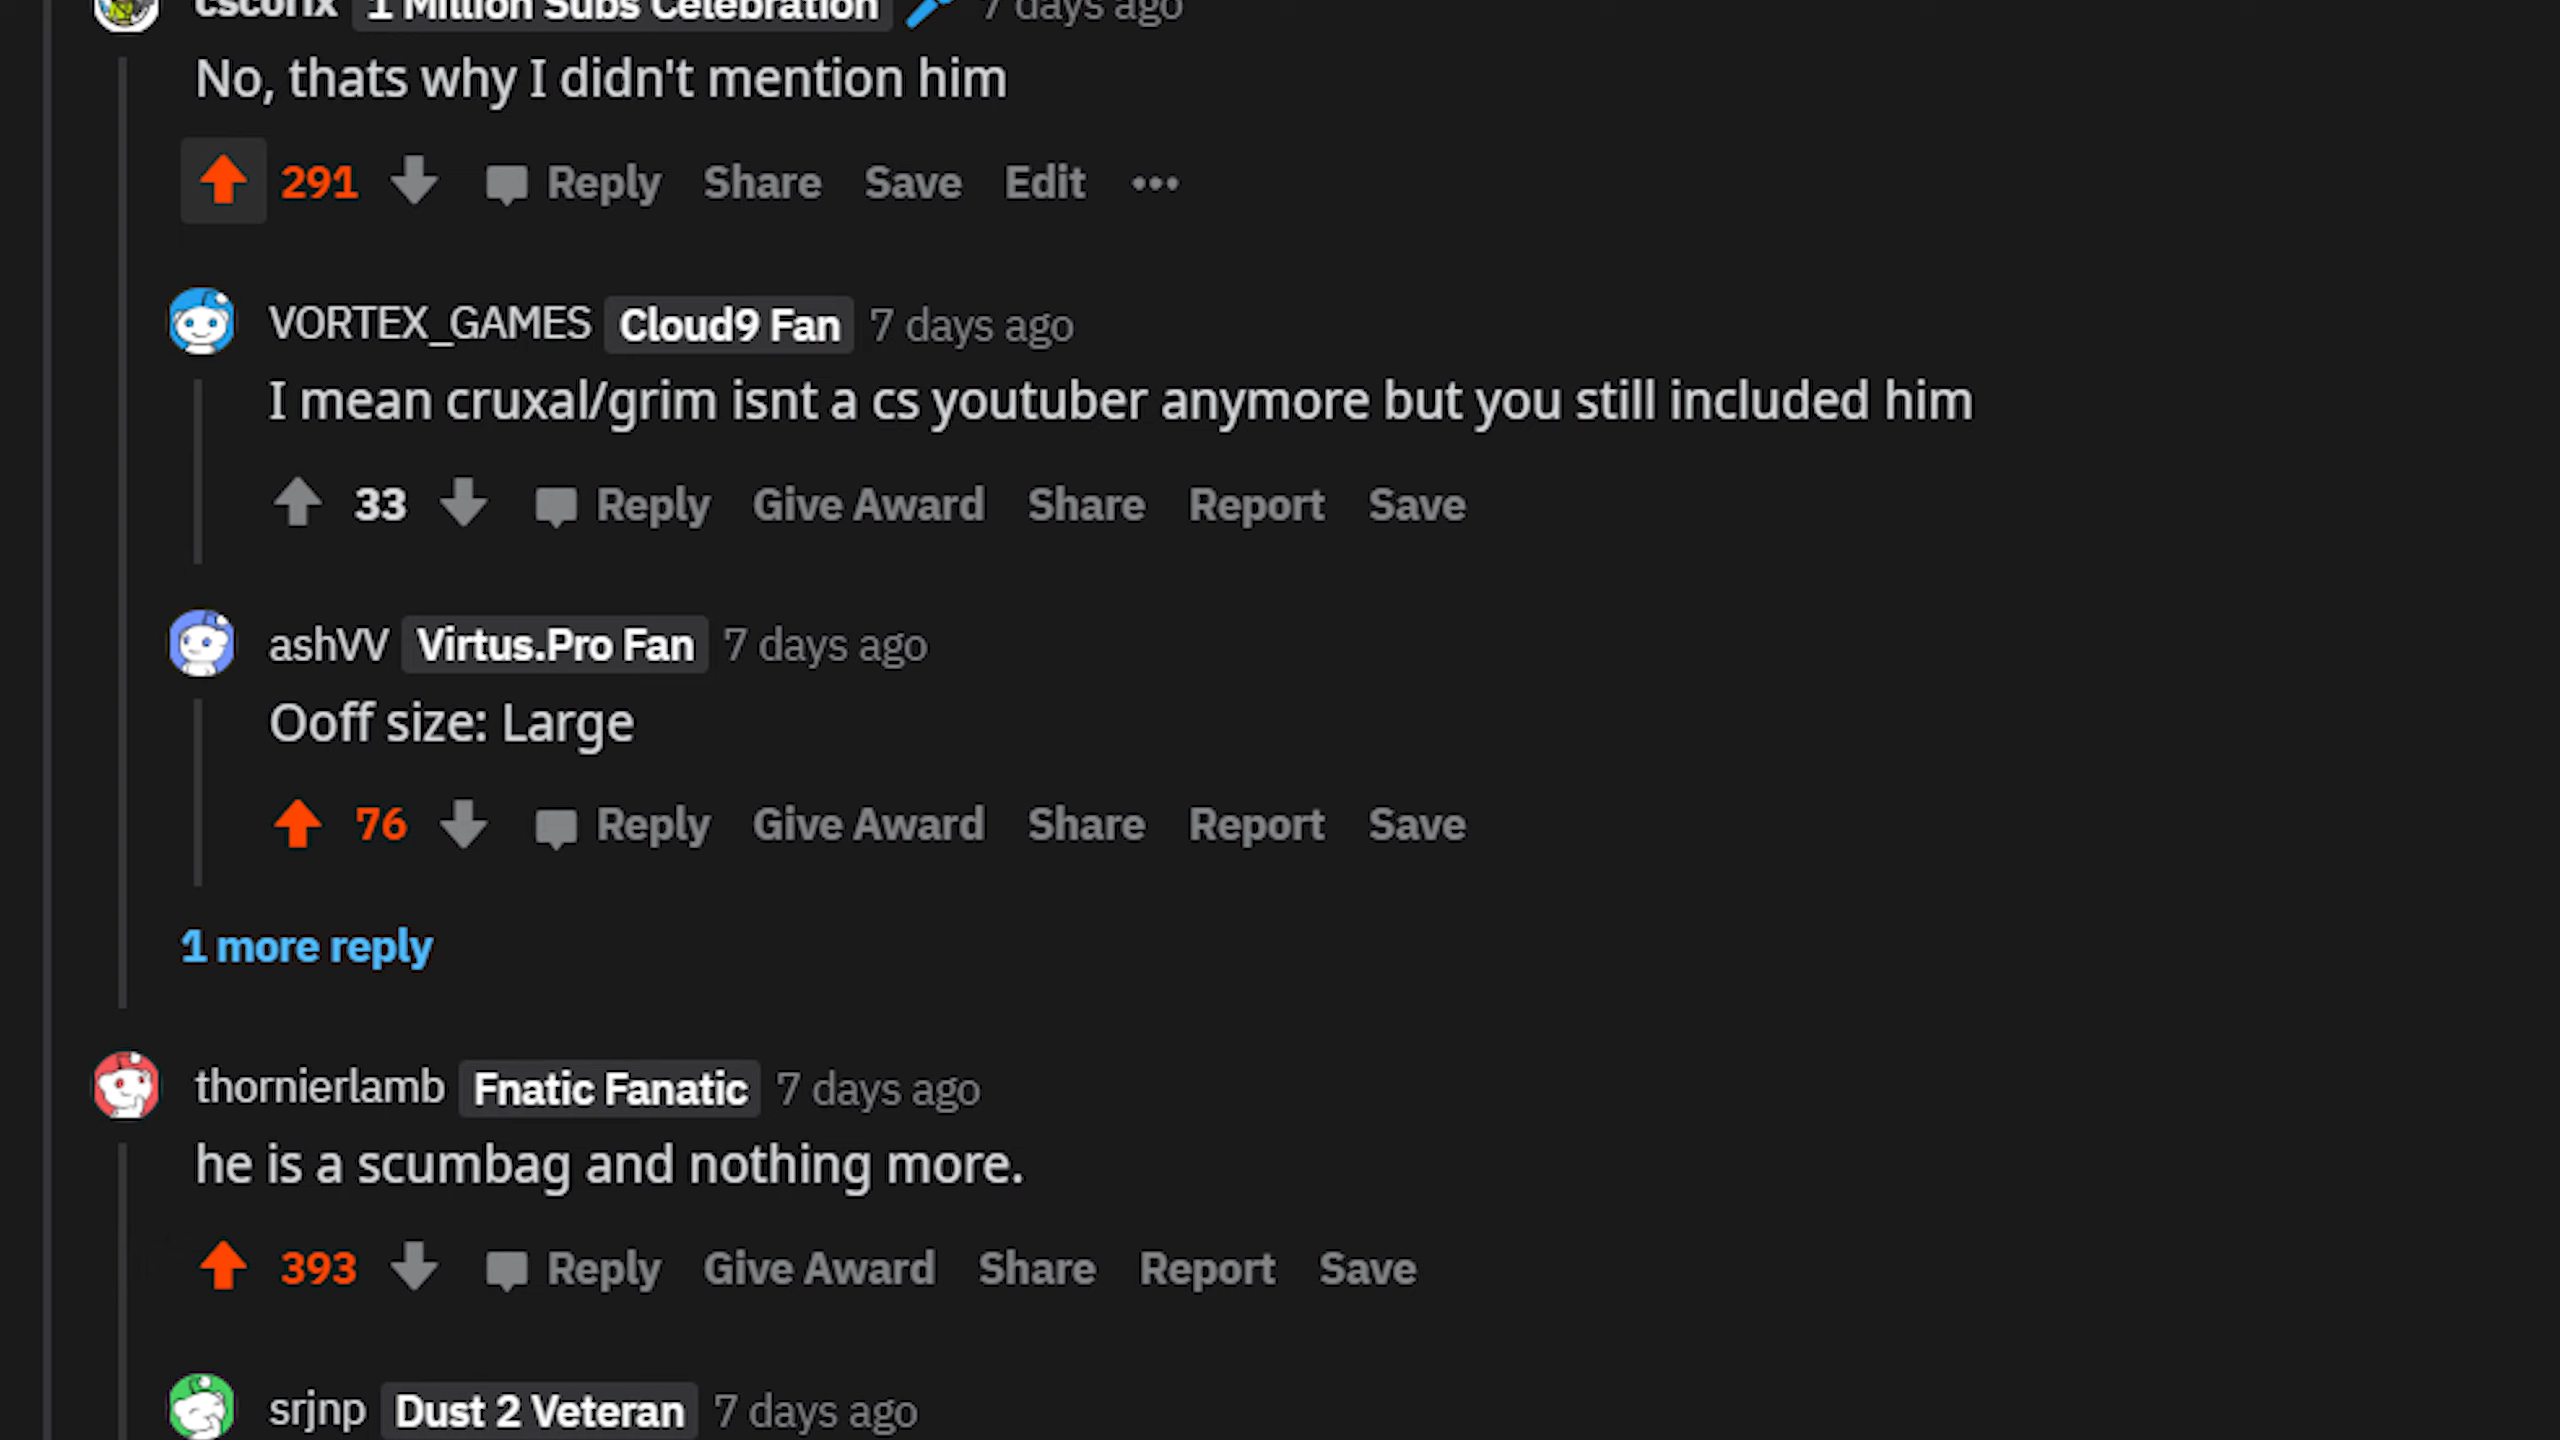 cscorix 1 Million Subs Celebration 7 days ago
No, thats why I didn't mention him
291 Reply Share Save Edit •••
VORTEX_GAMES Cloud9 Fan 7 days ago
I mean cruxal/grim isnt a cs youtuber anymore but you still included him
33 Reply Give Award Share Report Save
ashVV Virtus.Pro Fan 7 days ago
Ooff size: Large
76 Reply Give Award Share Report Save
1 more reply
thornierlamb Fnatic Fanatic 7 days ago
he is a scumbag and nothing more.
393 Reply Give Award Share Report Save
srjnp Dust 2 Veteran 7 days ago